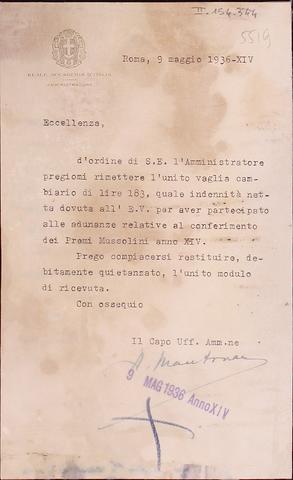 II.154.344
5519
REALE ACCADEMIA D'ITALIA
AMMINISTRAZIONE
Roma, 9 maggio 1936-XIV
Eccellenza,
d'ordine di S.E. l'Amministratore
pregiomi rimettere l'unito vaglia cam-
biario di lire 183, quale indennità net-
ta dovuta all' E.V. per aver partecipato
alle adunanze relative al conferimento
dei Premi Mussolini anno XIV.
Prego compiacersi restituire, de-
bitamente quietanzato, l'unito modulo
di ricevuta.
Con ossequio
Il Capo Uff. Amm.ne
9 MAG 1936 Anno XIV